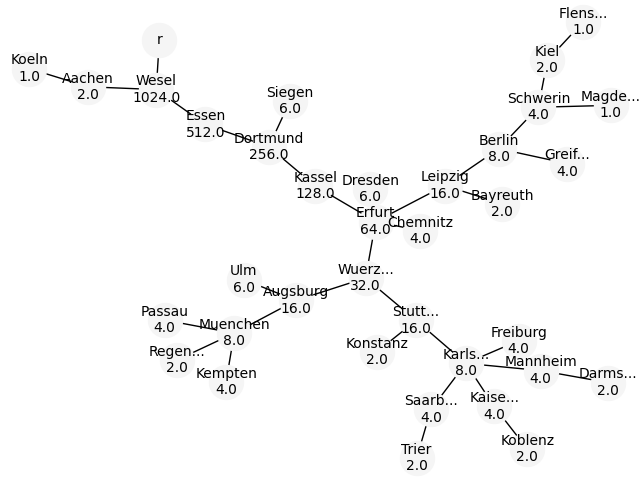 Flens...
1.0
r
Kiel
2.0
Koeln
1.0
Aachen
2.0
Wesel
1024.0
Siegen
6.0
Schwerin
4.0
Magde...
1.0
Essen
512.0
Dortmund
256.0
Berlin
8.0
Greif...
4.0
Kassel
128.0
Dresden
6.0
Leipzig
16.0
Bayreuth
2.0
Erfurt
64.0
Chemnitz
4.0
Ulm
6.0
Wuerz...
32.0
Augsburg
16.0
Passau
4.0
Muenchen
8.0
Stutt...
16.0
Regen...
2.0
Kempten
4.0
Konstanz
2.0
Freiburg
4.0
Karls...
8.0
Mannheim
4.0
Darms...
2.0
Saarb...
4.0
Kaise...
4.0
Trier
2.0
Koblenz
2.0